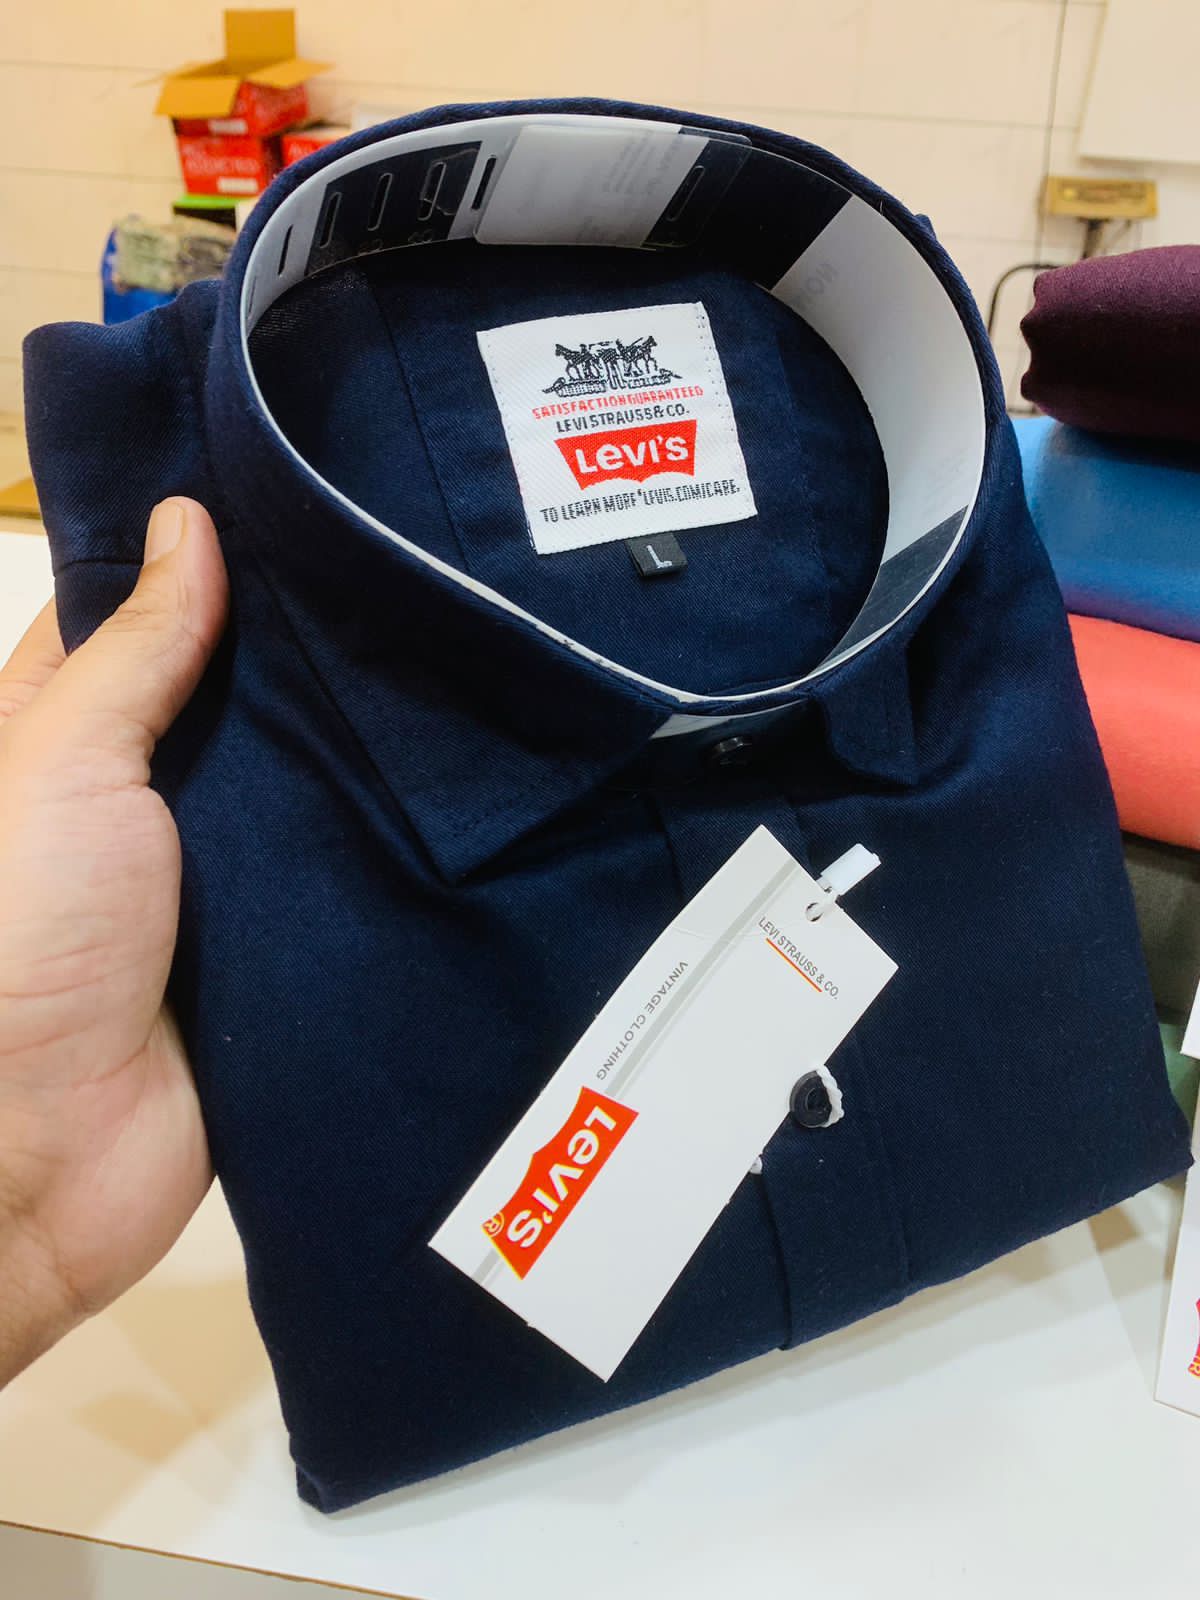 SATISFACTION GUARANTEED
LEVI STRAUSS & CO.
Levi's
TO LEARN MORE LEVIS.COM/CARE.
L
LEVI STRAUSS & CO.
VINTAGE CLOTHING
Levi's®